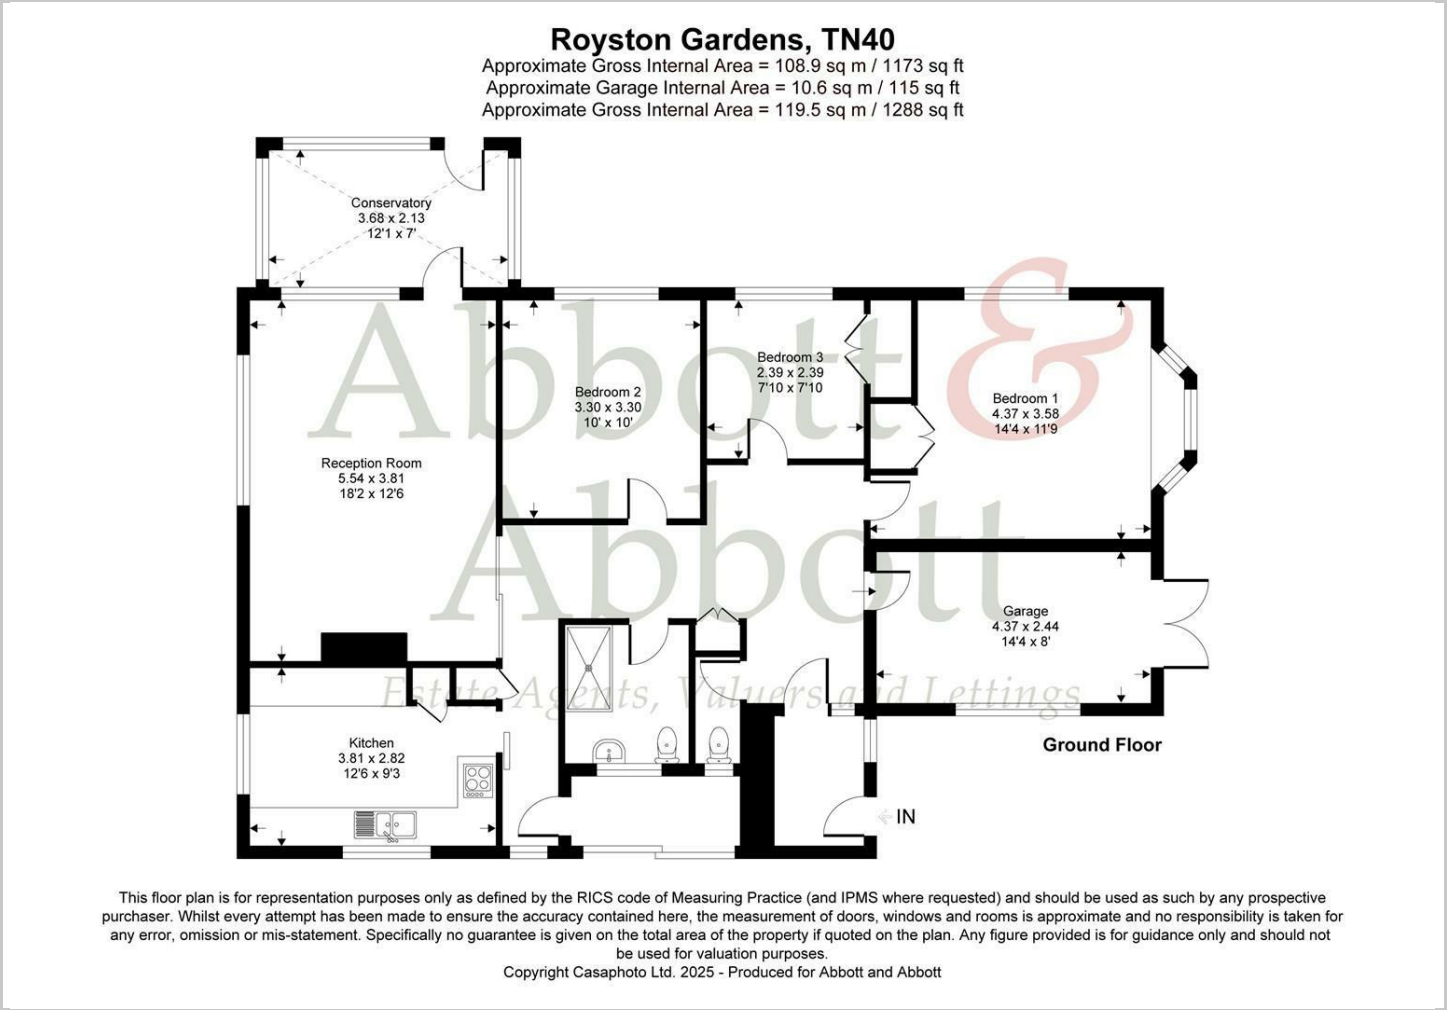 Royston Gardens, TN40
Approximate Gross Internal Area = 108.9 sq m / 1173 sq ft
Approximate Garage Internal Area = 10.6 sq m / 115 sq ft
Approximate Gross Internal Area = 119.5 sq m / 1288 sq ft
Conservatory
3.68 x 2.13
12'1 x 7'
Abbott &
Abbott
Estate Agents, Valuers and Lettings
Bedroom 3
2.39 x 2.39
7'10 x 7'10
Bedroom 2
3.30 x 3.30
10' x 10'
Bedroom 1
4.37 x 3.58
14'4 x 11'9
Reception Room
5.54 x 3.81
18'2 x 12'6
Garage
4.37 x 2.44
14'4 x 8'
Kitchen
3.81 x 2.82
12'6 x 9'3
Ground Floor
IN
This floor plan is for representation purposes only as defined by the RICS code of Measuring Practice (and IPMS where requested) and should be used as such by any prospective
purchaser. Whilst every attempt has been made to ensure the accuracy contained here, the measurement of doors, windows and rooms is approximate and no responsibility is taken for
any error, omission or mis-statement. Specifically no guarantee is given on the total area of the property if quoted on the plan. Any figure provided is for guidance only and should not
be used for valuation purposes.
Copyright Casaphoto Ltd. 2025 - Produced for Abbott and Abbott